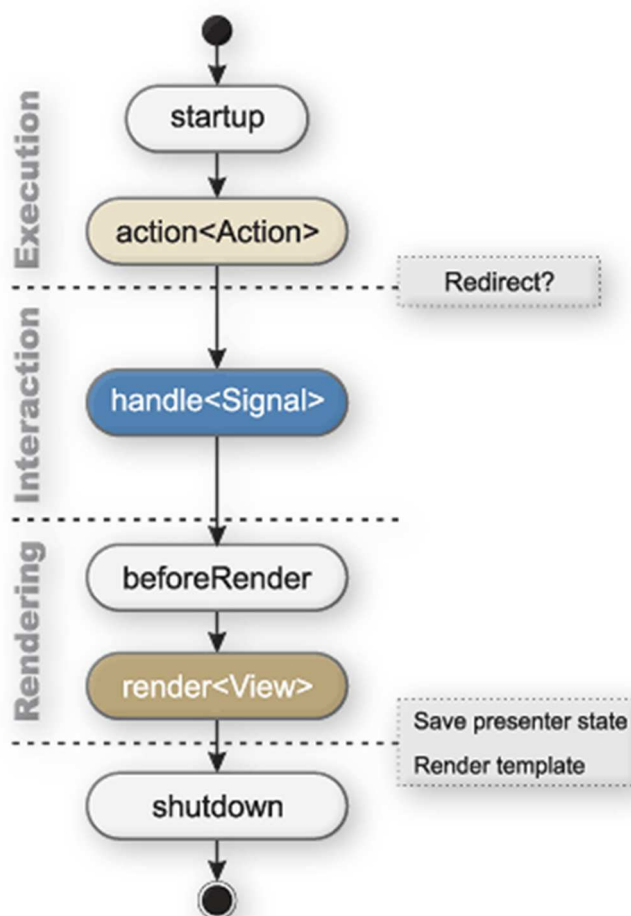 Execution
startup
action<Action>
Redirect?
Interaction
handle<Signal>
Rendering
beforeRender
render<View>
Save presenter state
Render template
shutdown